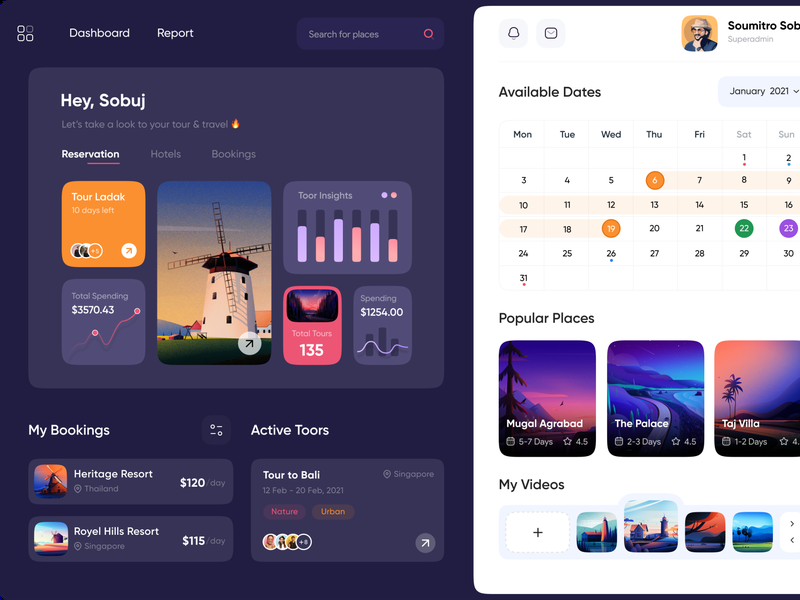 Dashboard
Report
Search for places
Hey, Sobuj
Let's take a look to your tour & travel 🔥
Reservation
Hotels
Bookings
Tour Ladak
10 days left
+5
Total Spending
$3570.43
Toor Insights
Total Tours
135
Spending
$1254.00
My Bookings
Heritage Resort
Thailand
$120/day
Royel Hills Resort
Singapore
$115/day
Active Toors
Tour to Bali
Singapore
12 Feb - 20 Feb, 2021
Nature
Urban
+8
Soumitro Sob
Superadmin
Available Dates
January 2021
Mon Tue Wed Thu Fri Sat Sun
1 2
3 4 5 6 7 8 9
10 11 12 13 14 15 16
17 18 19 20 21 22 23
24 25 26 27 28 29 30
31
Popular Places
Mugal Agrabad
5-7 Days 4.5
The Palace
2-3 Days 4.5
Taj Villa
1-2 Days 4.
My Videos
+